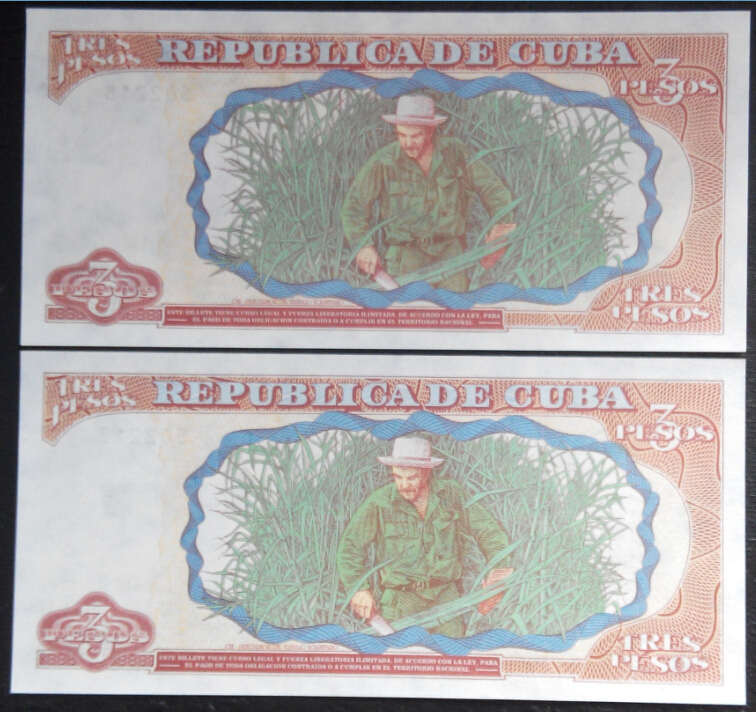 TRES
PESOS
REPUBLICA DE CUBA
3
PESOS
3
TRES
PESOS
ESTE BILLETE TIENE CURSO LEGAL Y FUERZA LIBERATORIA ILIMITADA, DE ACUERDO CON LA LEY, PARA
EL PAGO DE TODA OBLIGACION CONTRAIDA O A CUMPLIR EN EL TERRITORIO NACIONAL.
TRES
PESOS
REPUBLICA DE CUBA
3
PESOS
3
TRES
PESOS
ESTE BILLETE TIENE CURSO LEGAL Y FUERZA LIBERATORIA ILIMITADA, DE ACUERDO CON LA LEY, PARA
EL PAGO DE TODA OBLIGACION CONTRAIDA O A CUMPLIR EN EL TERRITORIO NACIONAL.